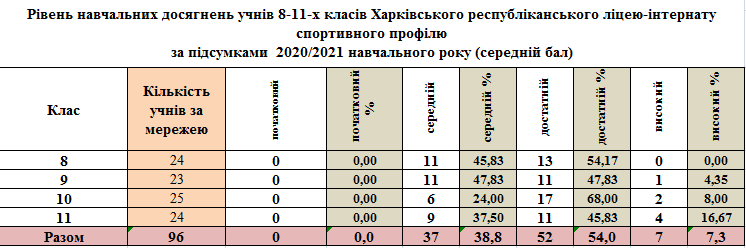 Рівень навчальних досягнень учнів 8-11-х класів Харківського республіканського ліцею-інтернату
спортивного профілю
за підсумками 2020/2021 навчального року (середній бал)
Клас Кількість учнів за мережею початковий початковий % середній середній % достатній достатній % високий високий %
8 24 0 0,00 11 45,83 13 54,17 0 0,00
9 23 0 0,00 11 47,83 11 47,83 1 4,35
10 25 0 0,00 6 24,00 17 68,00 2 8,00
11 24 0 0,00 9 37,50 11 45,83 4 16,67
Разом 96 0 0,0 37 38,8 52 54,0 7 7,3